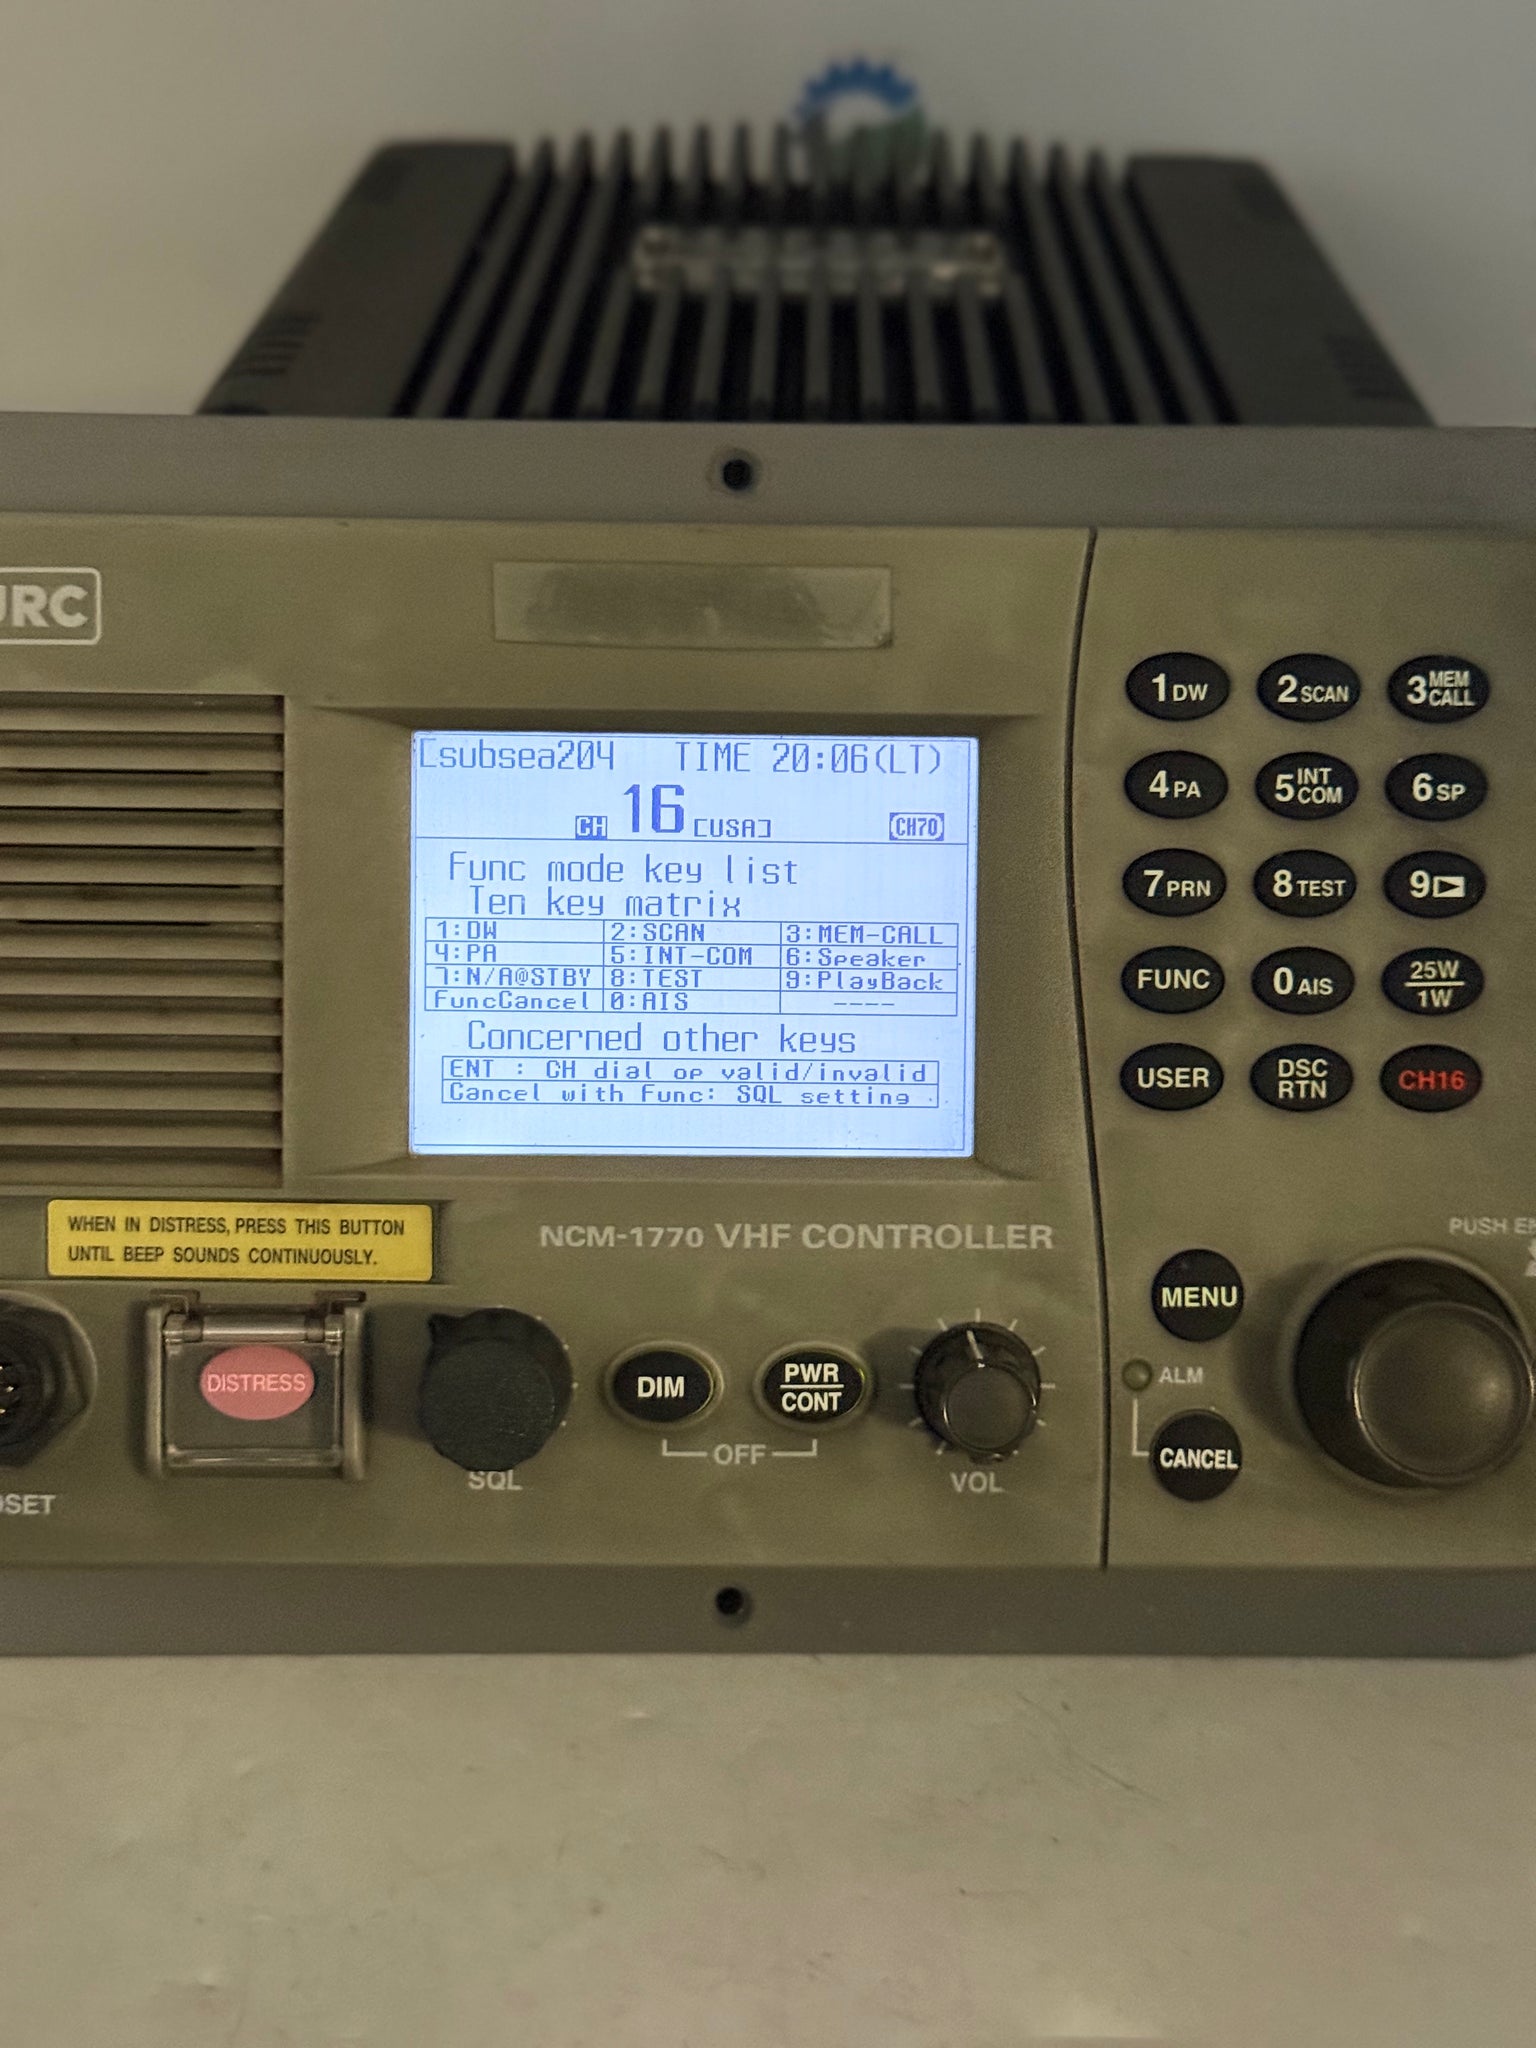 JRC
[subsea204 TIME 20:06(LT)
CH 16 [USA] CH70
Func mode key list
Ten key matrix
1:DW 2:SCAN 3:MEM-CALL
4:PA 5:INT-COM 6:Speaker
7:N/A@STBY 8:TEST 9:PlayBack
FuncCancel 0:AIS ----
Concerned other keys
ENT : CH dial op valid/invalid
Cancel with Func: SQL setting
1 DW 2 SCAN 3 MEM CALL
4 PA 5 INT COM 6 SP
7 PRN 8 TEST 9
FUNC 0 AIS 25W/1W
USER DSC RTN CH16
WHEN IN DISTRESS, PRESS THIS BUTTON
UNTIL BEEP SOUNDS CONTINUOUSLY.
NCM-1770 VHF CONTROLLER
PUSH
MENU
DISTRESS
DIM
PWR
CONT
ALM
OFF
CANCEL
SQL
VOL